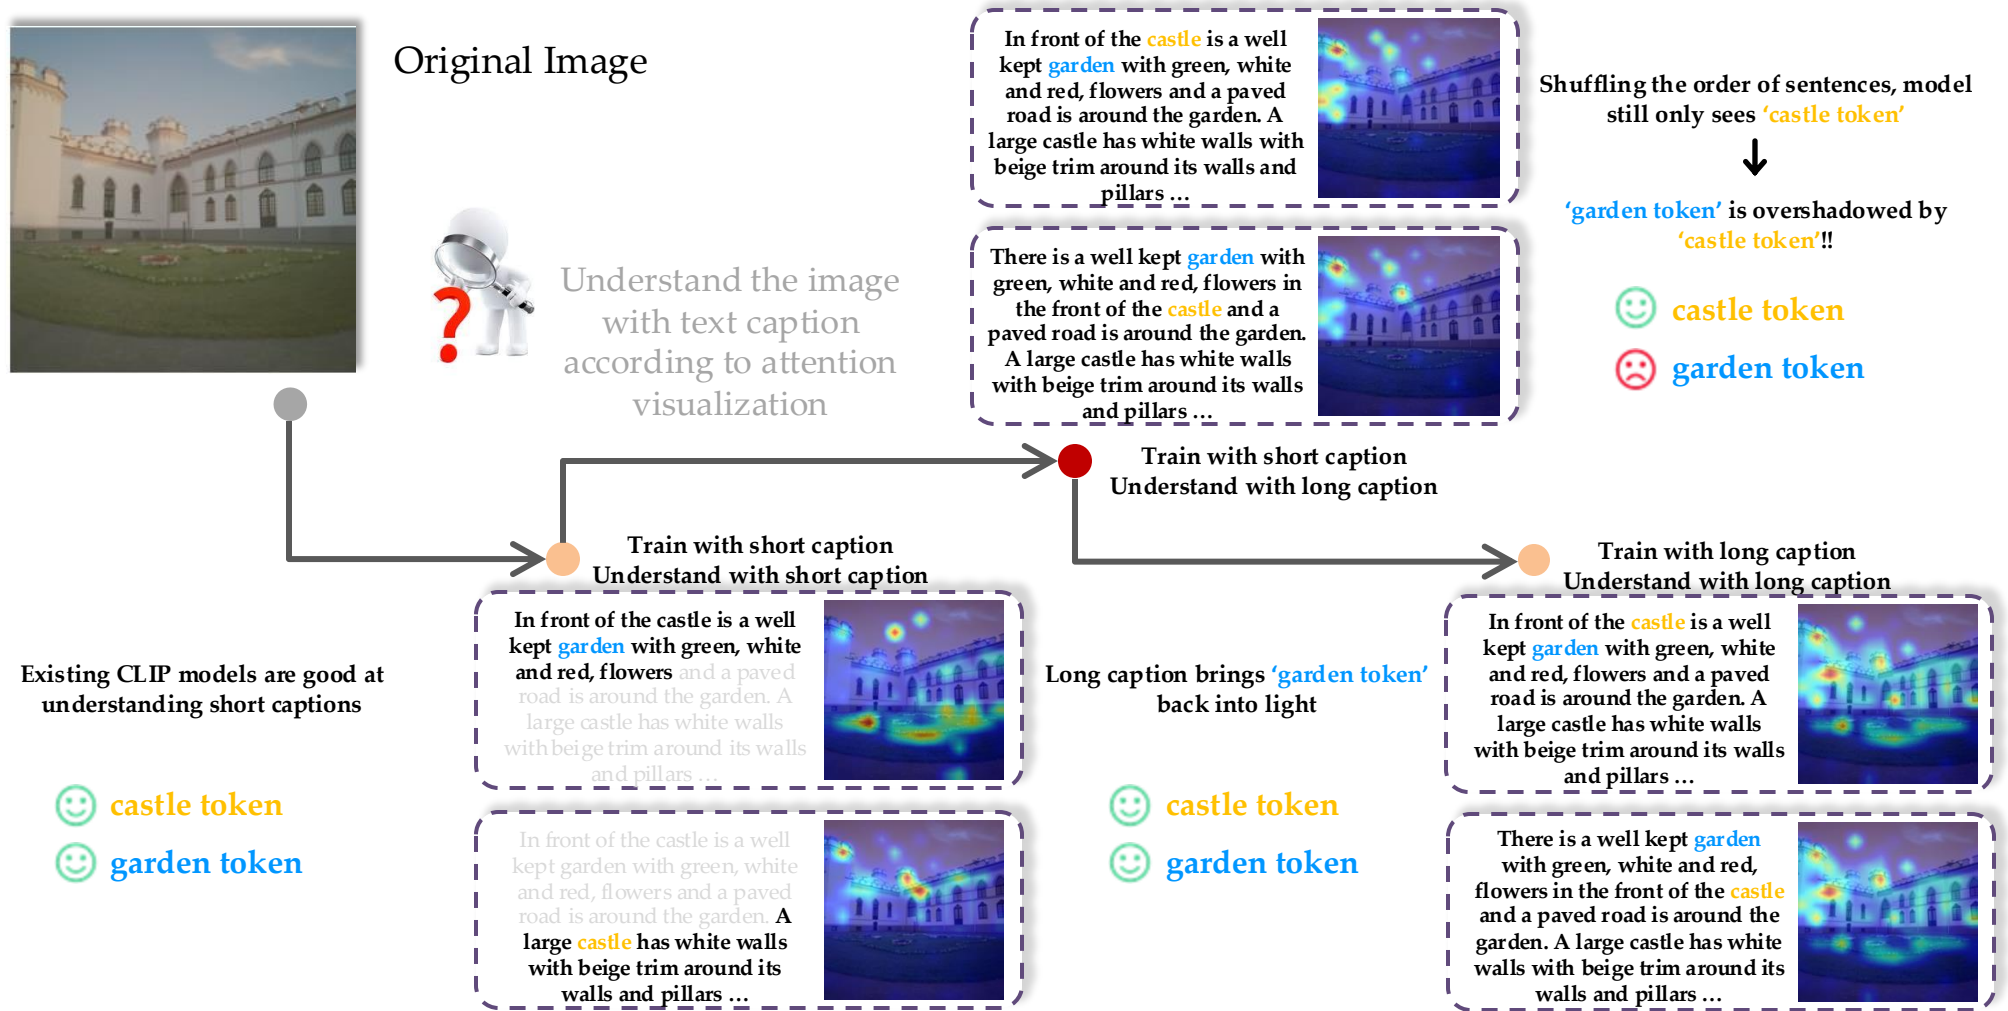 Original Image
Understand the image
with text caption
according to attention
visualization
In front of the castle is a well
kept garden with green, white
and red, flowers and a paved
road is around the garden. A
large castle has white walls with
beige trim around its walls and
pillars ...
There is a well kept garden with
green, white and red, flowers in
the front of the castle and a
paved road is around the garden.
A large castle has white walls
with beige trim around its walls
and pillars ...
Shuffling the order of sentences, model
still only sees ‘castle token’
‘garden token’ is overshadowed by
‘castle token’!!
castle token
garden token
Train with short caption
Understand with long caption
Train with short caption
Understand with short caption
Train with long caption
Understand with long caption
Existing CLIP models are good at
understanding short captions
castle token
garden token
In front of the castle is a well
kept garden with green, white
and red, flowers and a paved
road is around the garden. A
large castle has white walls
with beige trim around its walls
and pillars ...
In front of the castle is a well
kept garden with green, white
and red, flowers and a paved
road is around the garden. A
large castle has white walls
with beige trim around its
walls and pillars ...
Long caption brings ‘garden token’
back into light
castle token
garden token
In front of the castle is a well
kept garden with green, white
and red, flowers and a paved
road is around the garden. A
large castle has white walls
with beige trim around its walls
and pillars ...
There is a well kept garden
with green, white and red,
flowers in the front of the castle
and a paved road is around the
garden. A large castle has white
walls with beige trim around its
walls and pillars ...